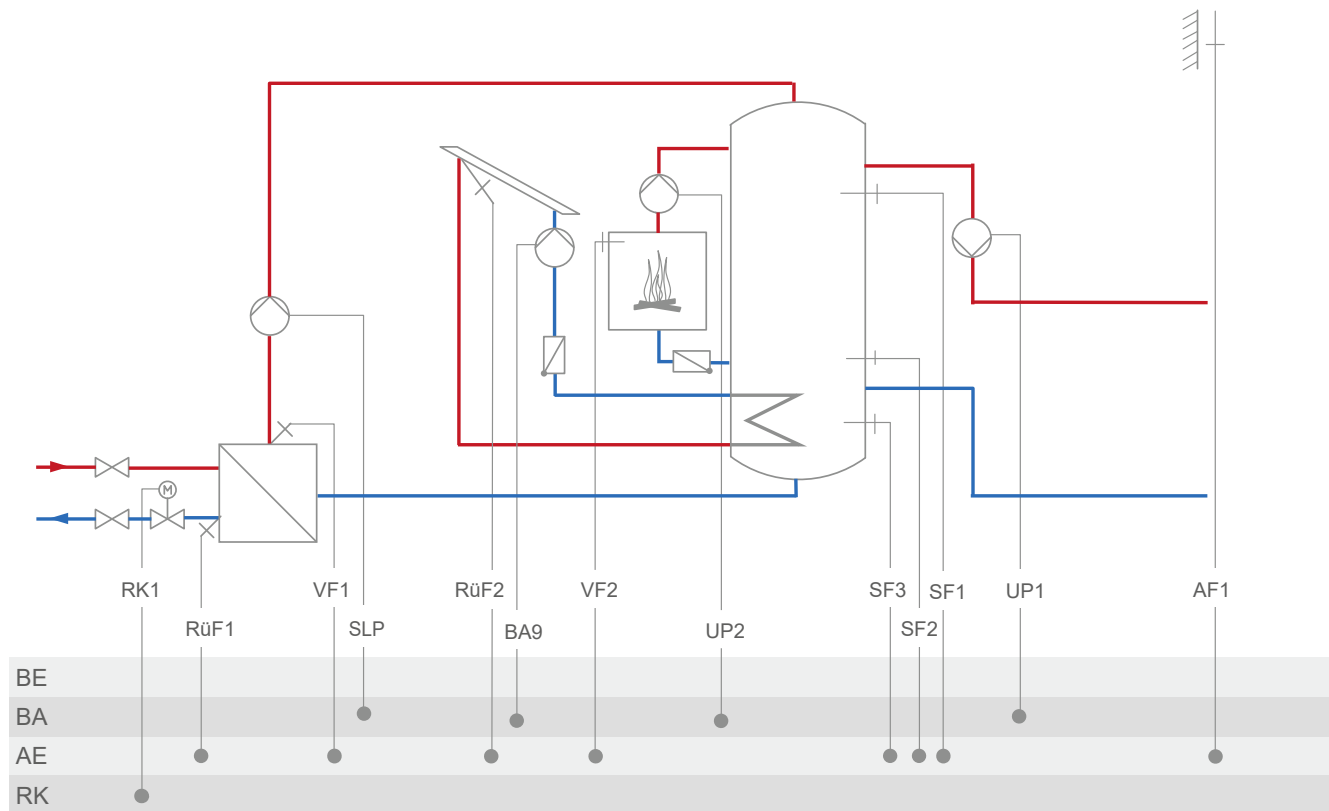 M
RK1
VF1
RüF2
VF2
SF3
SF1
UP1
AF1
RüF1
SLP
BA9
UP2
SF2
BE
BA
AE
RK